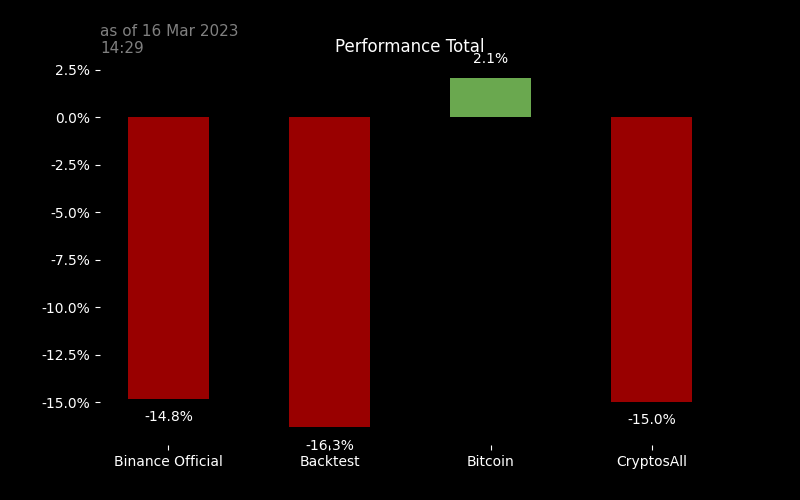 as of 16 Mar 2023
14:29
Performance Total
2.1%
2.5%
0.0%
-2.5%
-5.0%
-7.5%
-10.0%
-12.5%
-15.0%
-14.8%
-16.3%
-15.0%
Binance Official
Backtest
Bitcoin
CryptosAll